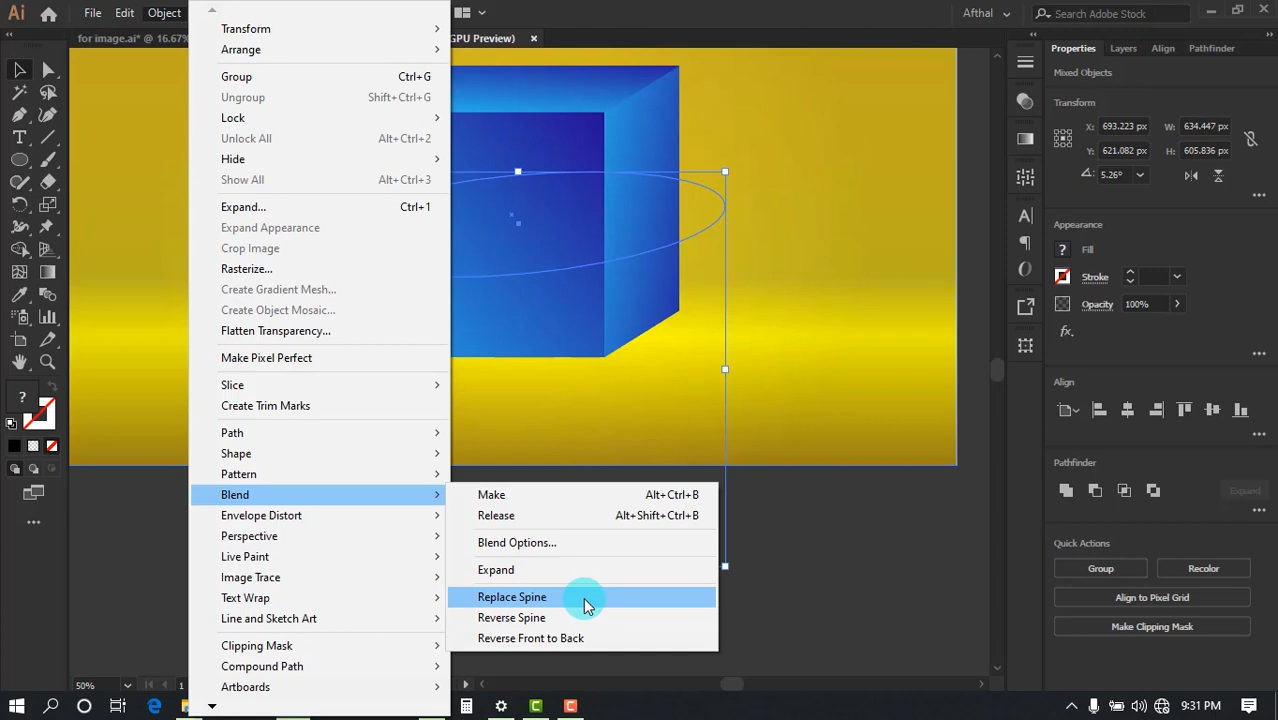 Ai
File
Edit
Object
Afthal
Search Adobe Stock
for image.ai* @ 16.67%
GPU Preview)
Transform
Arrange
Group Ctrl+G
Ungroup Shift+Ctrl+G
Lock
Unlock All Alt+Ctrl+2
Hide
Show All Alt+Ctrl+3
Expand... Ctrl+1
Expand Appearance
Crop Image
Rasterize...
Create Gradient Mesh...
Create Object Mosaic...
Flatten Transparency...
Make Pixel Perfect
Slice
Create Trim Marks
Path
Shape
Pattern
Blend
Envelope Distort
Perspective
Live Paint
Image Trace
Text Wrap
Line and Sketch Art
Clipping Mask
Compound Path
Artboards
Make Alt+Ctrl+B
Release Alt+Shift+Ctrl+B
Blend Options...
Expand
Replace Spine
Reverse Spine
Reverse Front to Back
Properties Layers Align Pathfinder
Mixed Objects
Transform
X: 693.223 px W: 634.447 px
Y: 621.082 px H: 605.836 px
5.26°
Appearance
? Fill
Stroke
Opacity 100%
fx.
Align
Pathfinder
Expand
Quick Actions
Group Recolor
Align to Pixel Grid
Make Clipping Mask
?
50% 1
9:31 PM